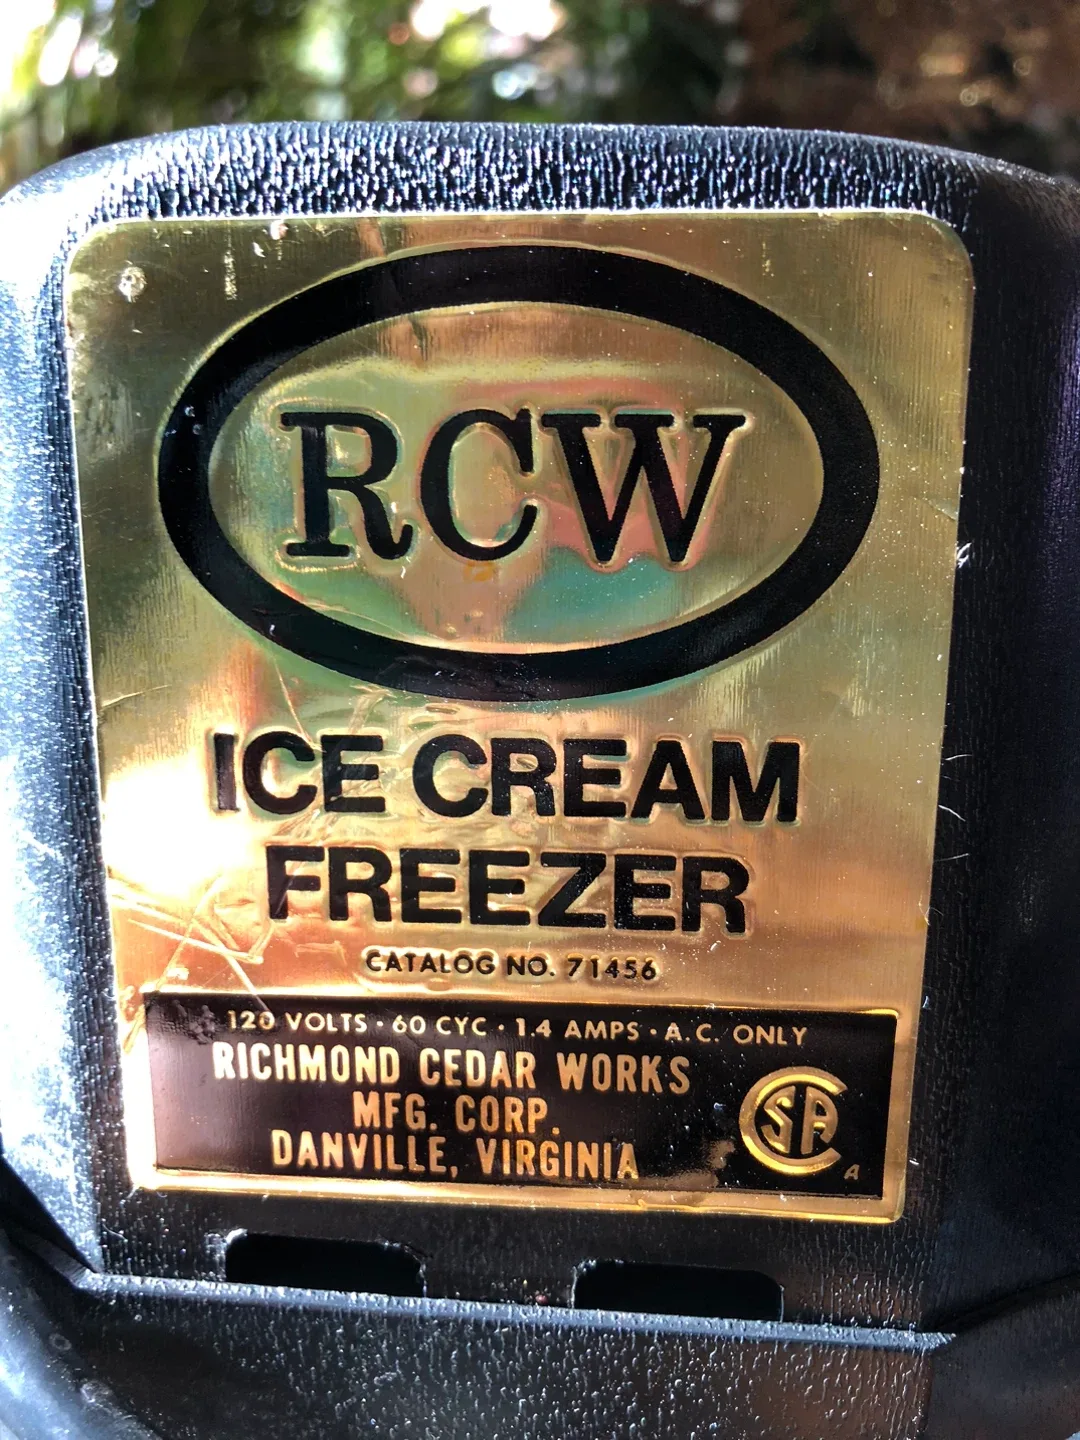 RCW
ICE CREAM
FREEZER
CATALOG NO. 71456
120 VOLTS · 60 CYC · 1.4 AMPS · A.C. ONLY
RICHMOND CEDAR WORKS
MFG. CORP.
DANVILLE, VIRGINIA
CSA
A